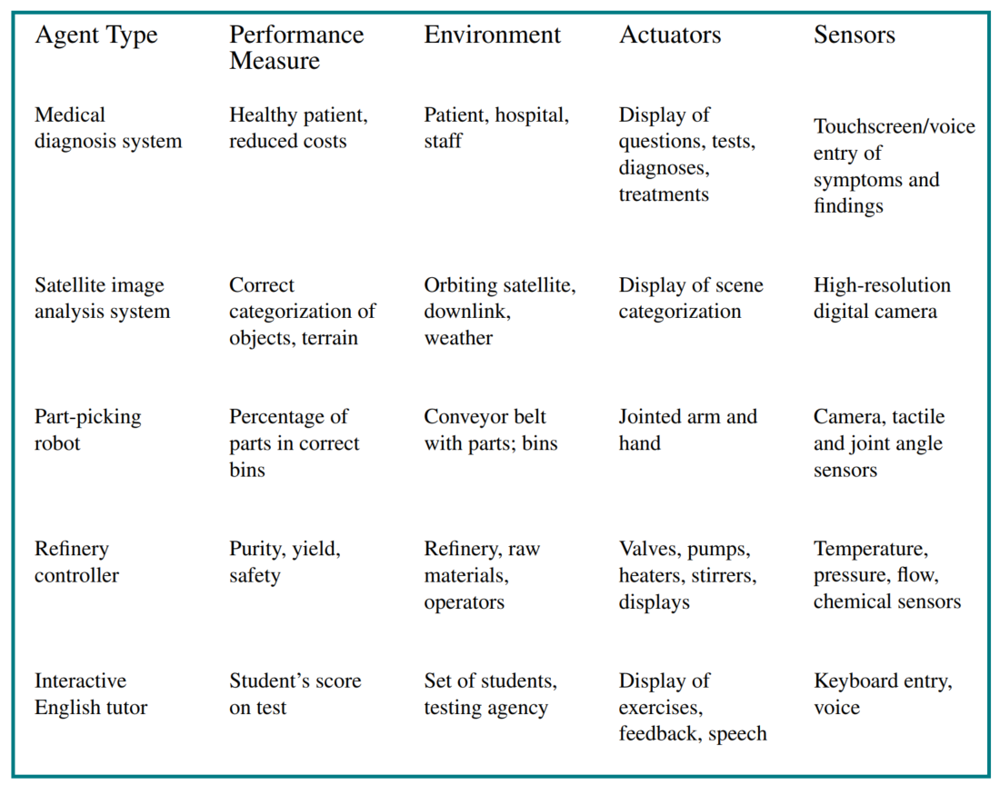 Agent Type
Performance
Measure
Environment
Actuators
Sensors
Medical
diagnosis system
Healthy patient,
reduced costs
Patient, hospital,
staff
Display of
questions, tests,
diagnoses,
treatments
Touchscreen/voice
entry of
symptoms and
findings
Satellite image
analysis system
Correct
categorization of
objects, terrain
Orbiting satellite,
downlink,
weather
Display of scene
categorization
High-resolution
digital camera
Part-picking
robot
Percentage of
parts in correct
bins
Conveyor belt
with parts; bins
Jointed arm and
hand
Camera, tactile
and joint angle
sensors
Refinery
controller
Purity, yield,
safety
Refinery, raw
materials,
operators
Valves, pumps,
heaters, stirrers,
displays
Temperature,
pressure, flow,
chemical sensors
Interactive
English tutor
Student’s score
on test
Set of students,
testing agency
Display of
exercises,
feedback, speech
Keyboard entry,
voice